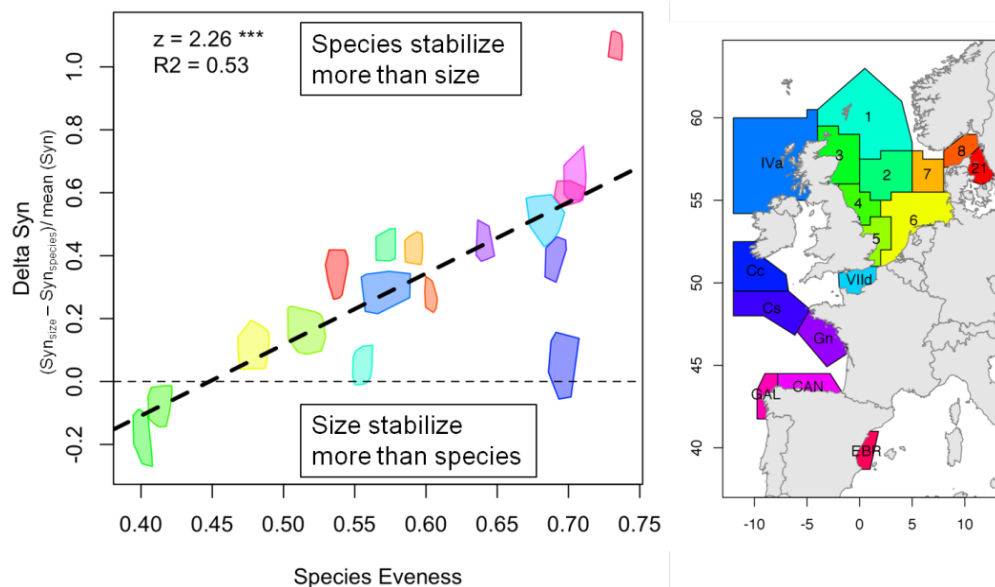 z = 2.26 ***
R2 = 0.53
Species stabilize
more than size
Size stabilize
more than species
Delta Syn
(Syn size – Syn species)/ mean (Syn)
1.0
0.8
0.6
0.4
0.2
0.0
-0.2
0.40 0.45 0.50 0.55 0.60 0.65 0.70 0.75
Species Eveness
60
55
50
45
40
-10 -5 0 5 10
1
IVa
3
2
7
8
21
4
5
6
VIId
Cc
Cs
Gn
GAL
CAN
EBR